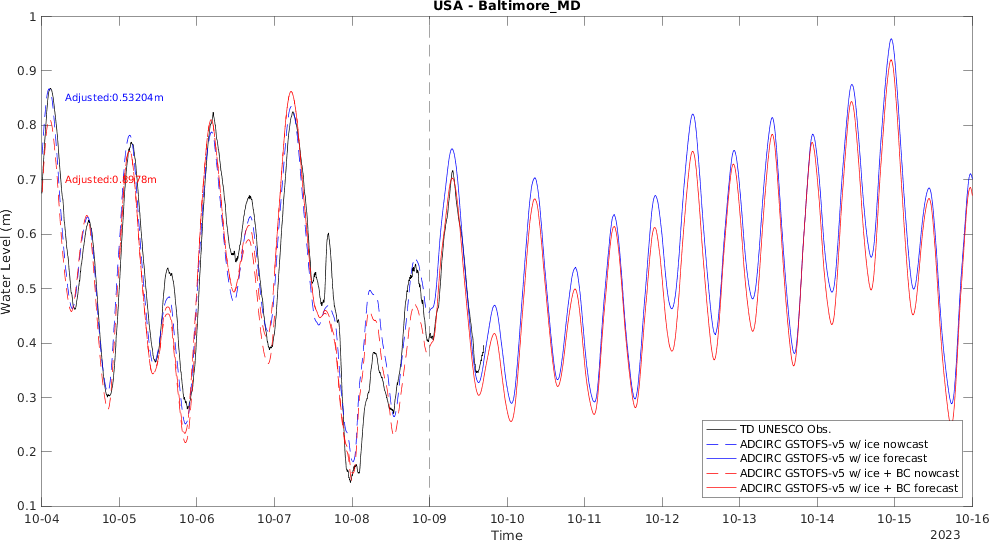 USA - Baltimore_MD
1
0.9
0.8
0.7
0.6
0.5
0.4
0.3
0.2
0.1
Water Level (m)
Adjusted:0.53204m
Adjusted:0.8978m
TD UNESCO Obs.
ADCIRC GSTOFS-v5 w/ ice nowcast
ADCIRC GSTOFS-v5 w/ ice forecast
ADCIRC GSTOFS-v5 w/ ice + BC nowcast
ADCIRC GSTOFS-v5 w/ ice + BC forecast
10-04 10-05 10-06 10-07 10-08 10-09 10-10 10-11 10-12 10-13 10-14 10-15 10-16
Time
2023